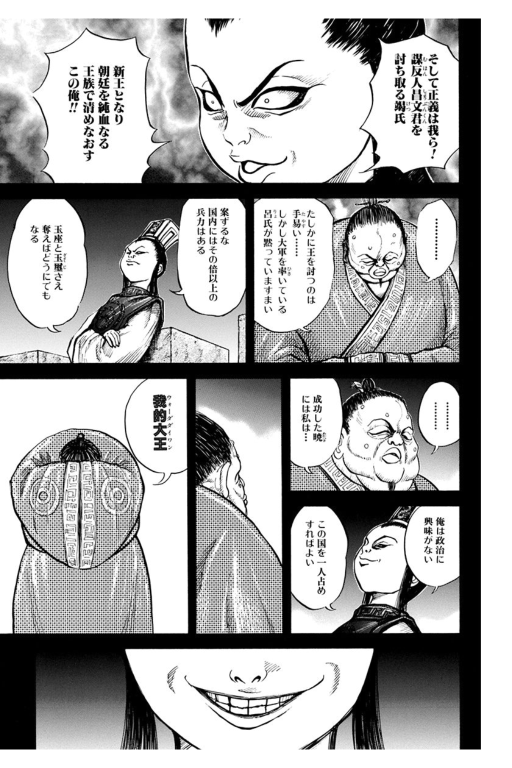 そして正義は我ら!
謀反人昌文君を
討ち取る竭氏
新王となり
朝廷を純血なる
王族で清めなおす
この俺!!
…………
たしかに王を討つのは
手易い……
しかし大軍を率いている
呂氏が黙っていますまい
案ずるな
国内にはその倍以上の
兵力はある
玉座と玉璽さえ
奪えばどうにでも
なる
…………
成功した暁
には私は…
俺は政治に
興味がない
この国を一人占め
すればよい
我的大王